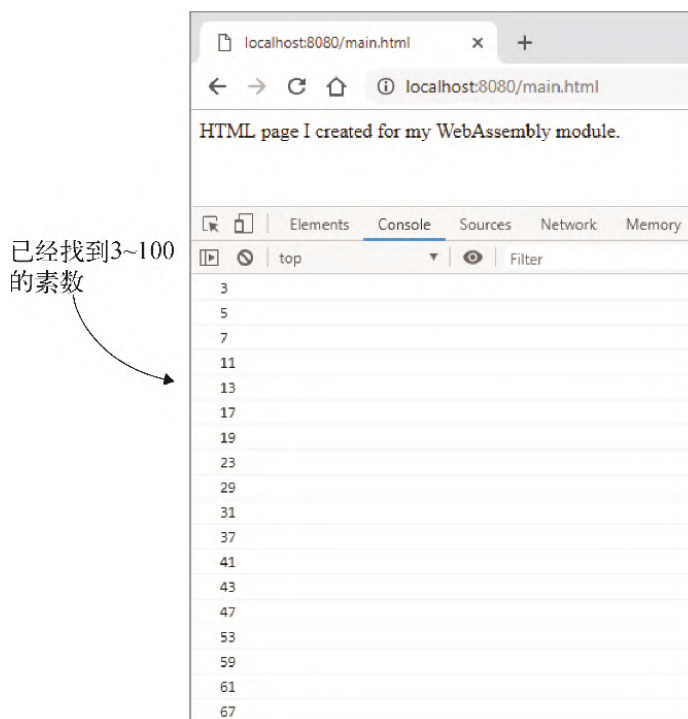 localhost:8080/main.html
localhost:8080/main.html
HTML page I created for my WebAssembly module.
Elements Console Sources Network Memory
top Filter
已经找到3~100
的素数
3
5
7
11
13
17
19
23
29
31
37
41
43
47
53
59
61
67